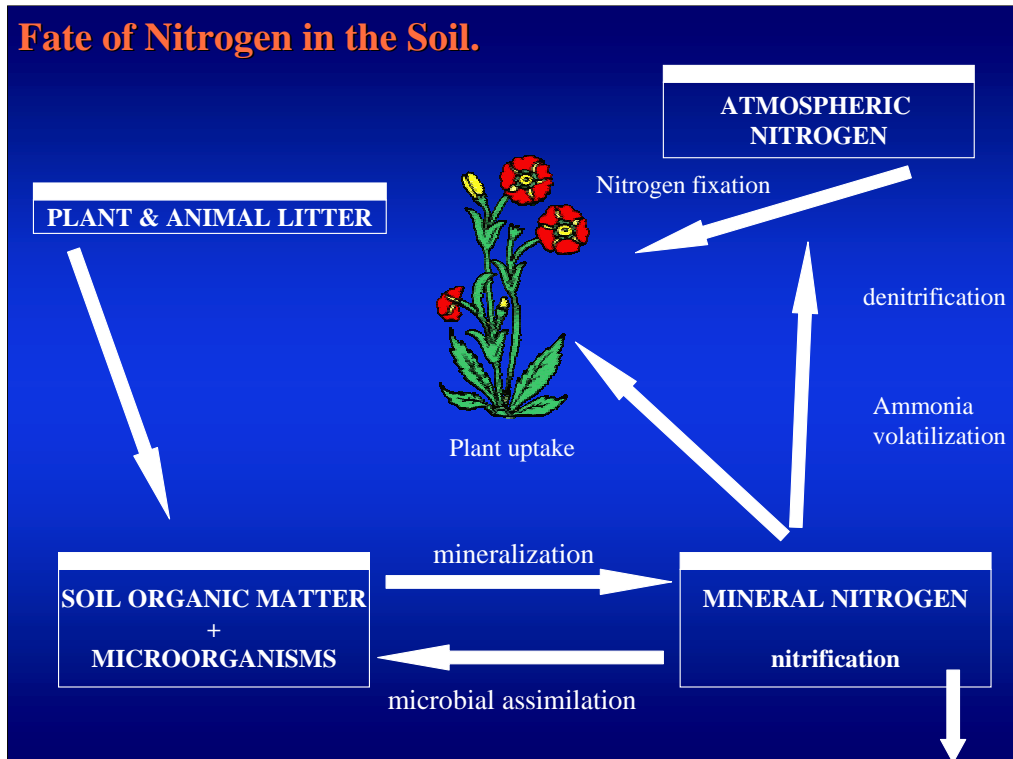 Fate of Nitrogen in the Soil.
ATMOSPHERIC
NITROGEN
Nitrogen fixation
PLANT & ANIMAL LITTER
denitrification
Ammonia
volatilization
Plant uptake
mineralization
SOIL ORGANIC MATTER
+
MICROORGANISMS
MINERAL NITROGEN
nitrification
microbial assimilation